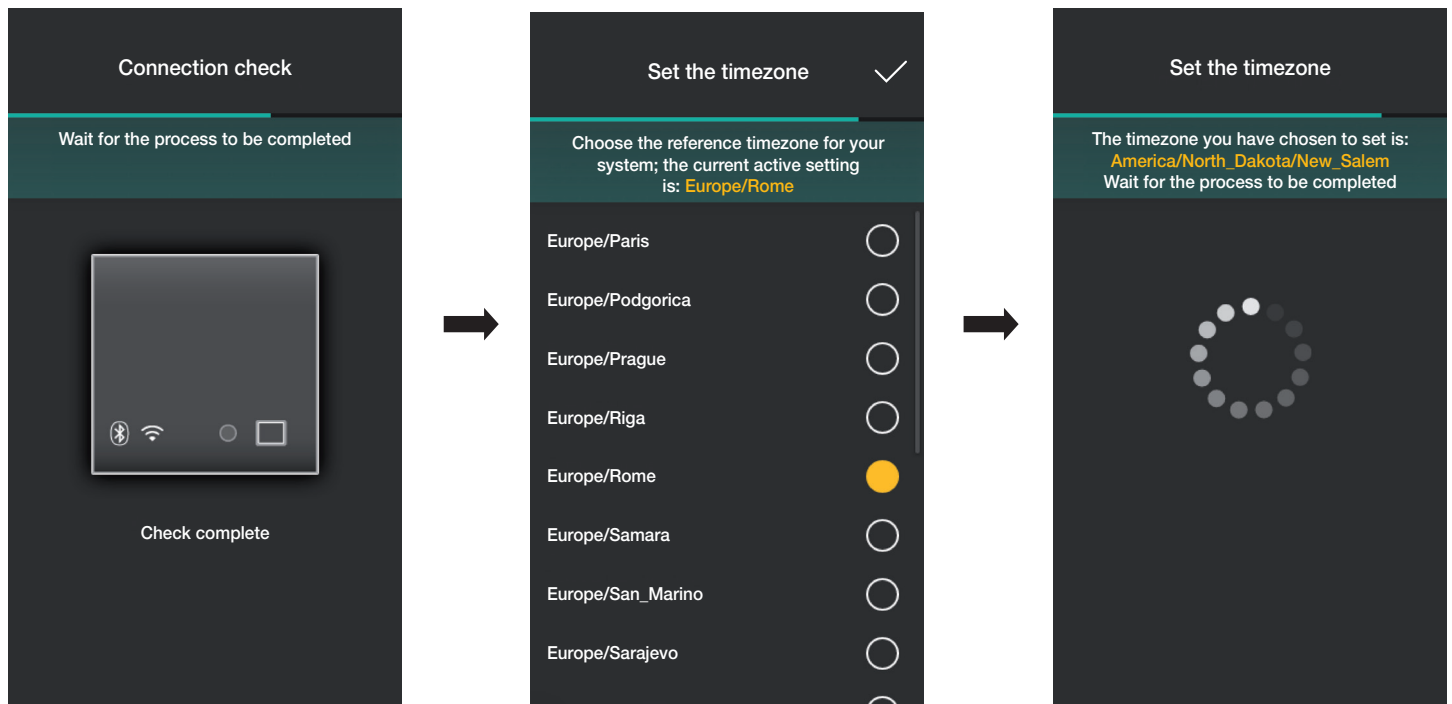 Connection check
Wait for the process to be completed
Check complete
Set the timezone
Choose the reference timezone for your
system; the current active setting
is: Europe/Rome
Europe/Paris
Europe/Podgorica
Europe/Prague
Europe/Riga
Europe/Rome
Europe/Samara
Europe/San_Marino
Europe/Sarajevo
Set the timezone
The timezone you have chosen to set is:
America/North_Dakota/New_Salem
Wait for the process to be completed